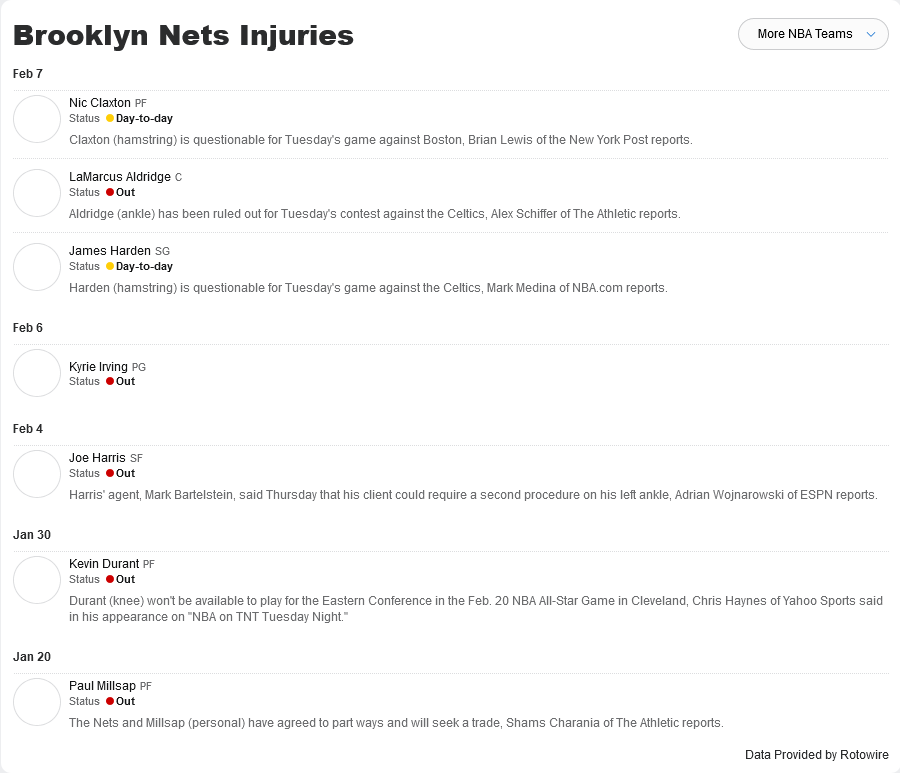 Brooklyn Nets Injuries
More NBA Teams
Feb 7
Nic Claxton PF
Status Day-to-day
Claxton (hamstring) is questionable for Tuesday's game against Boston, Brian Lewis of the New York Post reports.
LaMarcus Aldridge C
Status Out
Aldridge (ankle) has been ruled out for Tuesday's contest against the Celtics, Alex Schiffer of The Athletic reports.
James Harden SG
Status Day-to-day
Harden (hamstring) is questionable for Tuesday's game against the Celtics, Mark Medina of NBA.com reports.
Feb 6
Kyrie Irving PG
Status Out
Feb 4
Joe Harris SF
Status Out
Harris' agent, Mark Bartelstein, said Thursday that his client could require a second procedure on his left ankle, Adrian Wojnarowski of ESPN reports.
Jan 30
Kevin Durant PF
Status Out
Durant (knee) won't be available to play for the Eastern Conference in the Feb. 20 NBA All-Star Game in Cleveland, Chris Haynes of Yahoo Sports said
in his appearance on "NBA on TNT Tuesday Night."
Jan 20
Paul Millsap PF
Status Out
The Nets and Millsap (personal) have agreed to part ways and will seek a trade, Shams Charania of The Athletic reports.
Data Provided by Rotowire